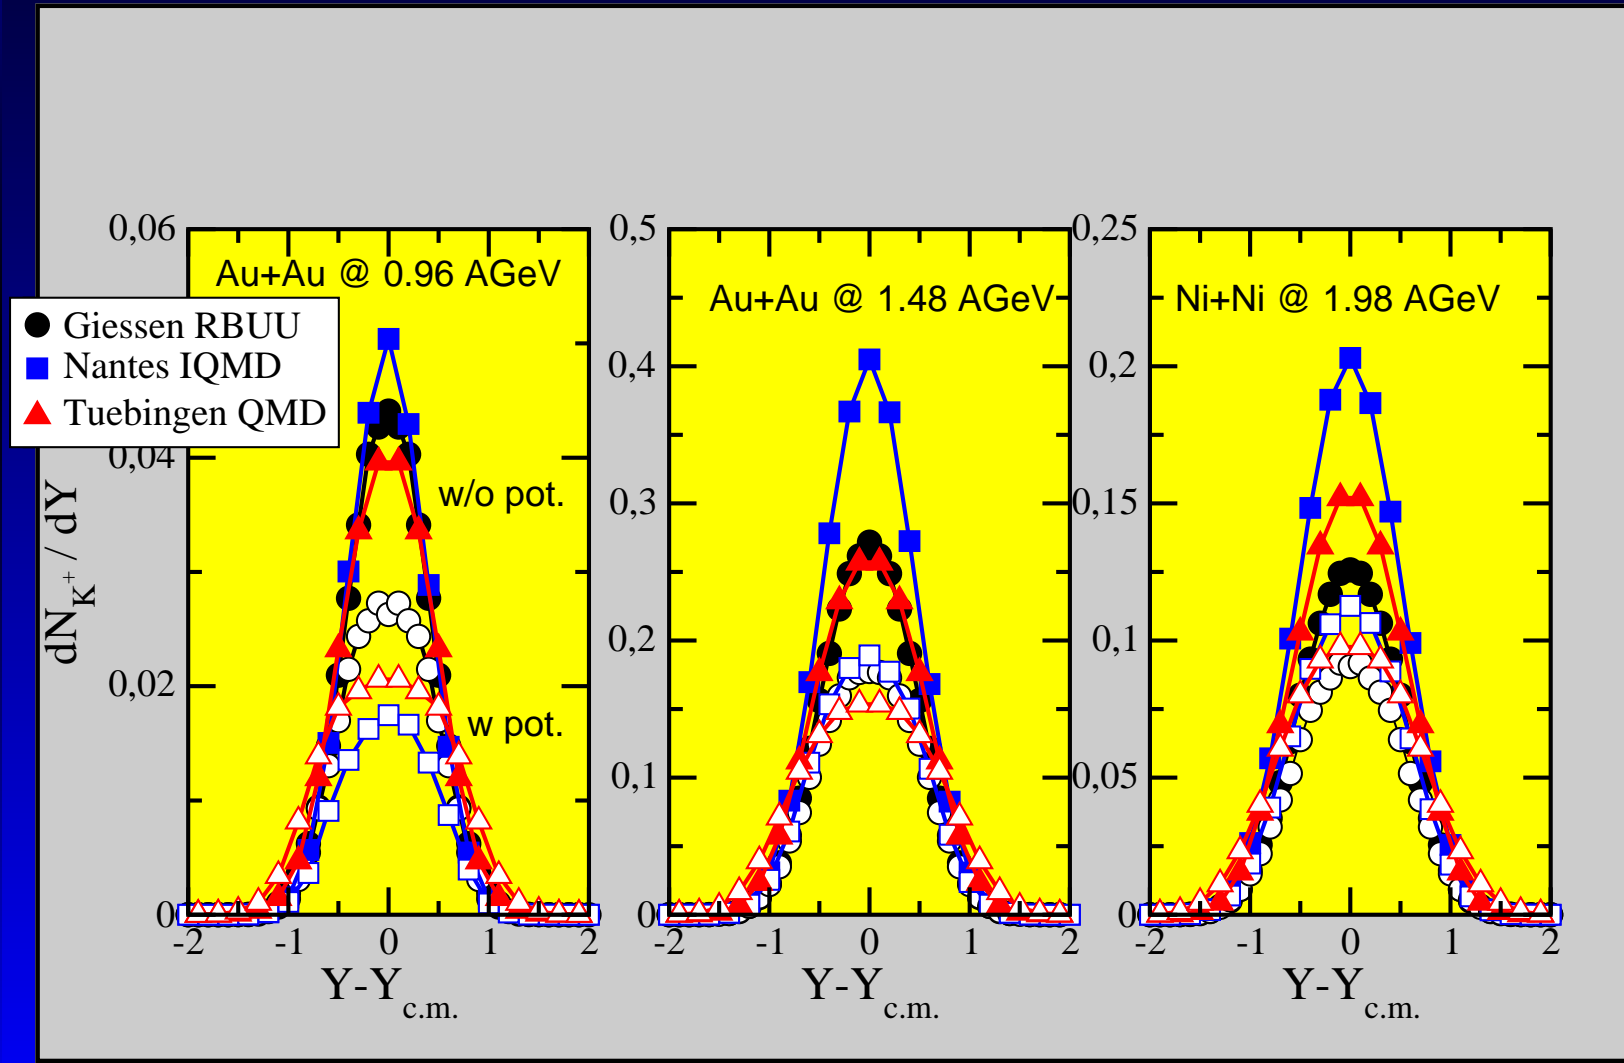 0,06
0,5
0,25
Au+Au @ 0.96 AGeV
Au+Au @ 1.48 AGeV
Ni+Ni @ 1.98 AGeV
Giessen RBUU
Nantes IQMD
Tuebingen QMD
0,4
0,2
0,04
w/o pot.
0,3
0,15
dN_K^+ / dY
0,02
w pot.
0,2
0,1
0,1
0,05
0
0
0
-2 -1 0 1 2
-2 -1 0 1 2
-2 -1 0 1 2
Y-Y_c.m.
Y-Y_c.m.
Y-Y_c.m.